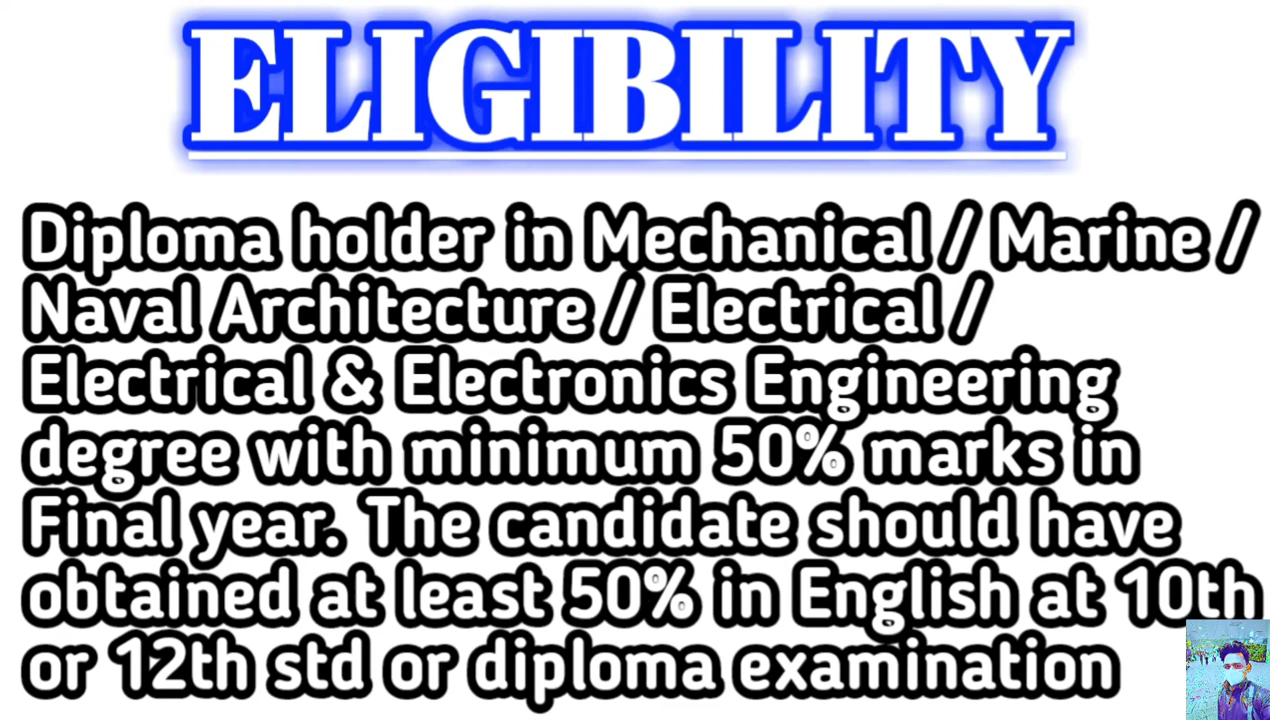 ELIGIBILITY
Diploma holder in Mechanical / Marine /
Naval Architecture / Electrical /
Electrical & Electronics Engineering
degree with minimum 50% marks in
Final year. The candidate should have
obtained at least 50% in English at 10th
or 12th std or diploma examination